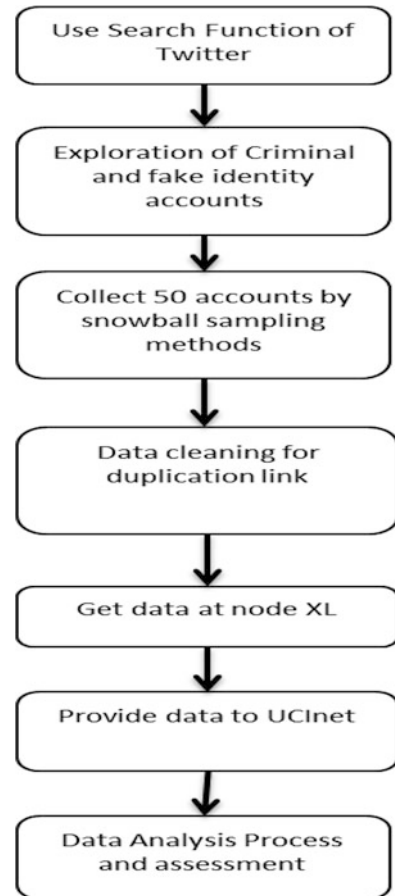 Use Search Function of
Twitter
Exploration of Criminal
and fake identity
accounts
Collect 50 accounts by
snowball sampling
methods
Data cleaning for
duplication link
Get data at node XL
Provide data to UCInet
Data Analysis Process
and assessment